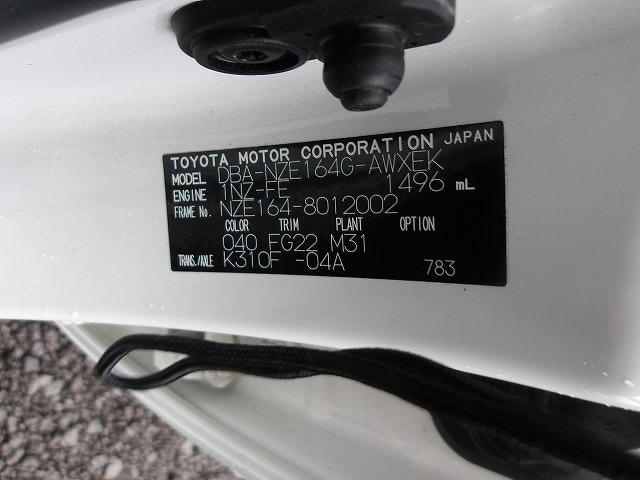 TOYOTA MOTOR CORPORATION JAPAN
MODEL DBA-NZE164G-AWXEK
ENGINE 1NZ-FE 1496 mL
FRAME No. NZE164-8012002
COLOR TRIM PLANT OPTION
040 FG22 M31
TRANS./AXLE K310F -04A 783